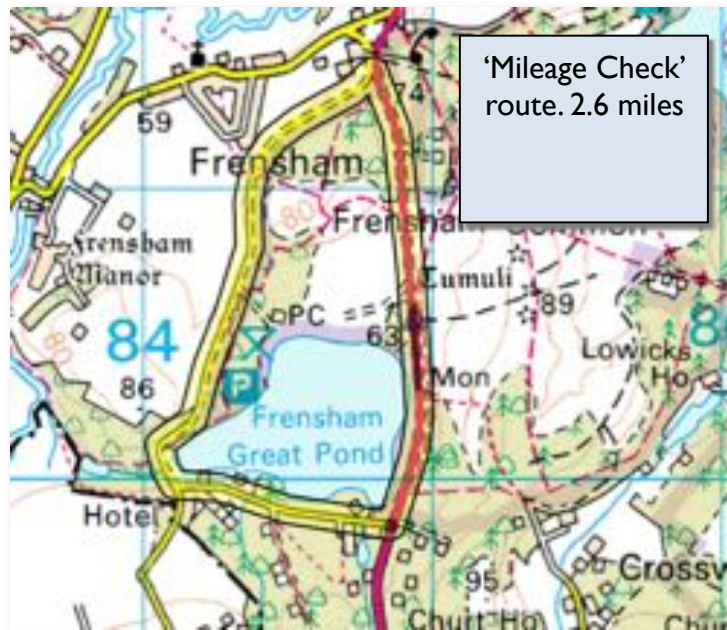 ‘Mileage Check’
route. 2.6 miles
74
59
Frensham
80
Frensham Common
Frensham
Manor
Tumuli
PC
89
63
84
80
86
P
Mon
Lowicks
Ho
Frensham
Great Pond
Hotel
95
Churt Ho